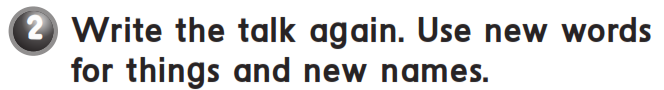 2 Write the talk again. Use new words
for things and new names.